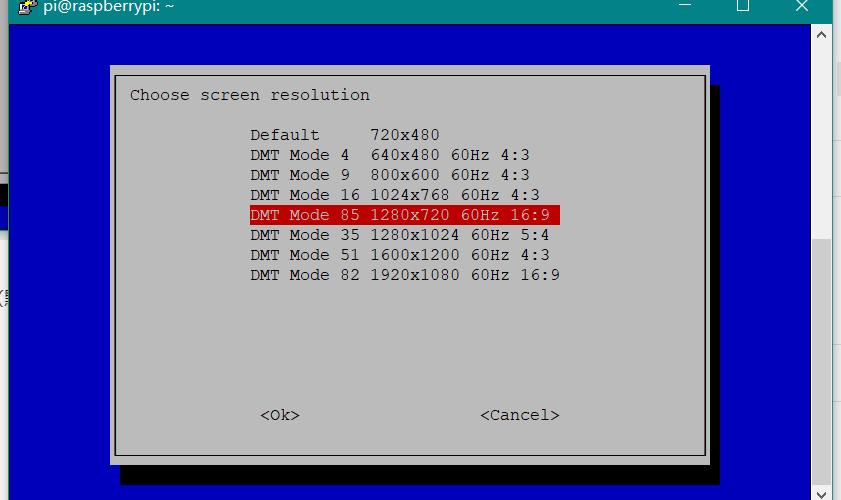 pi@raspberrypi: ~
Choose screen resolution
Default 720x480
DMT Mode 4 640x480 60Hz 4:3
DMT Mode 9 800x600 60Hz 4:3
DMT Mode 16 1024x768 60Hz 4:3
DMT Mode 85 1280x720 60Hz 16:9
DMT Mode 35 1280x1024 60Hz 5:4
DMT Mode 51 1600x1200 60Hz 4:3
DMT Mode 82 1920x1080 60Hz 16:9
<Ok> <Cancel>